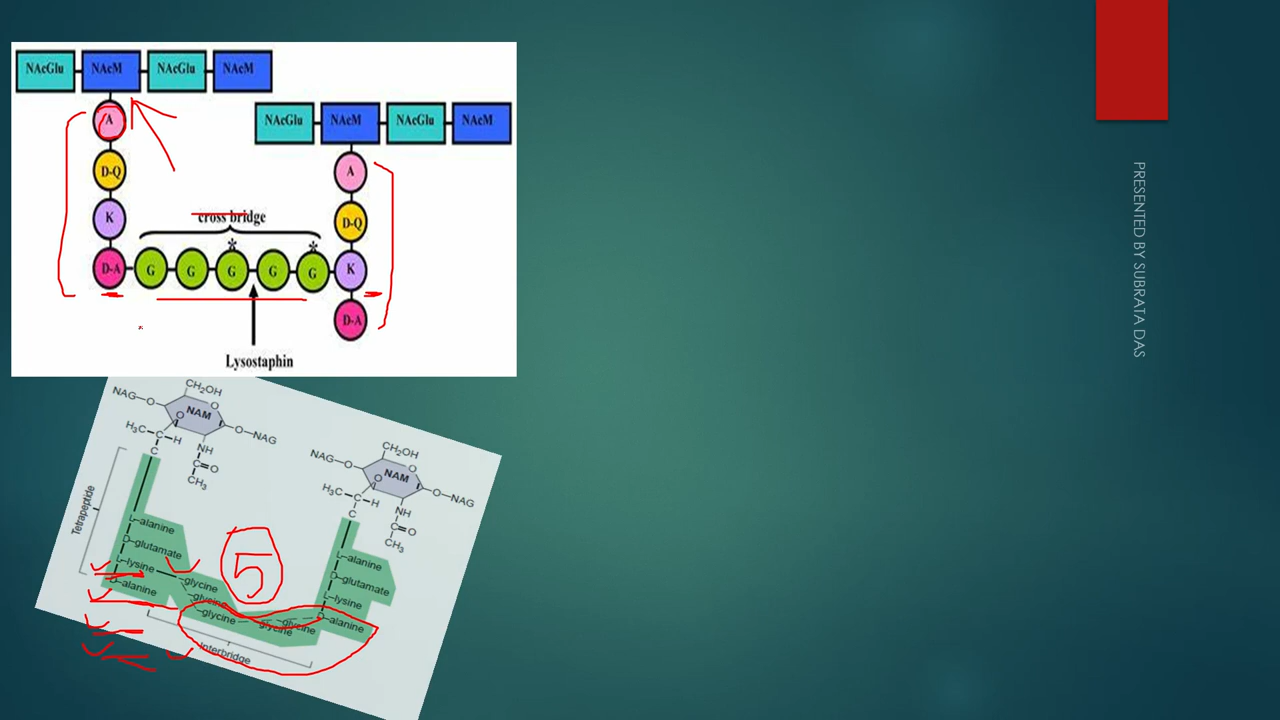 NAcGlu NAcM NAcGlu NAcM
NAcGlu NAcM NAcGlu NAcM
A
D-Q
K
D-A
cross bridge
* *
G G G G G
A
D-Q
K
D-A
Lysostaphin
PRESENTED BY SUBRATA DAS
CH2OH
NAG—O O
NAM
O O—NAG
H3C—C—H
C
NH
C=O
CH3
Tetrapeptide
L-alanine
D-glutamate
L-lysine
D-alanine
CH2OH
NAG—O O
NAM
O O—NAG
H3C—C—H
C
NH
C=O
CH3
L-alanine
D-glutamate
L-lysine
D-alanine
5
glycine
glycine
glycine
glycine
glycine
Interbridge